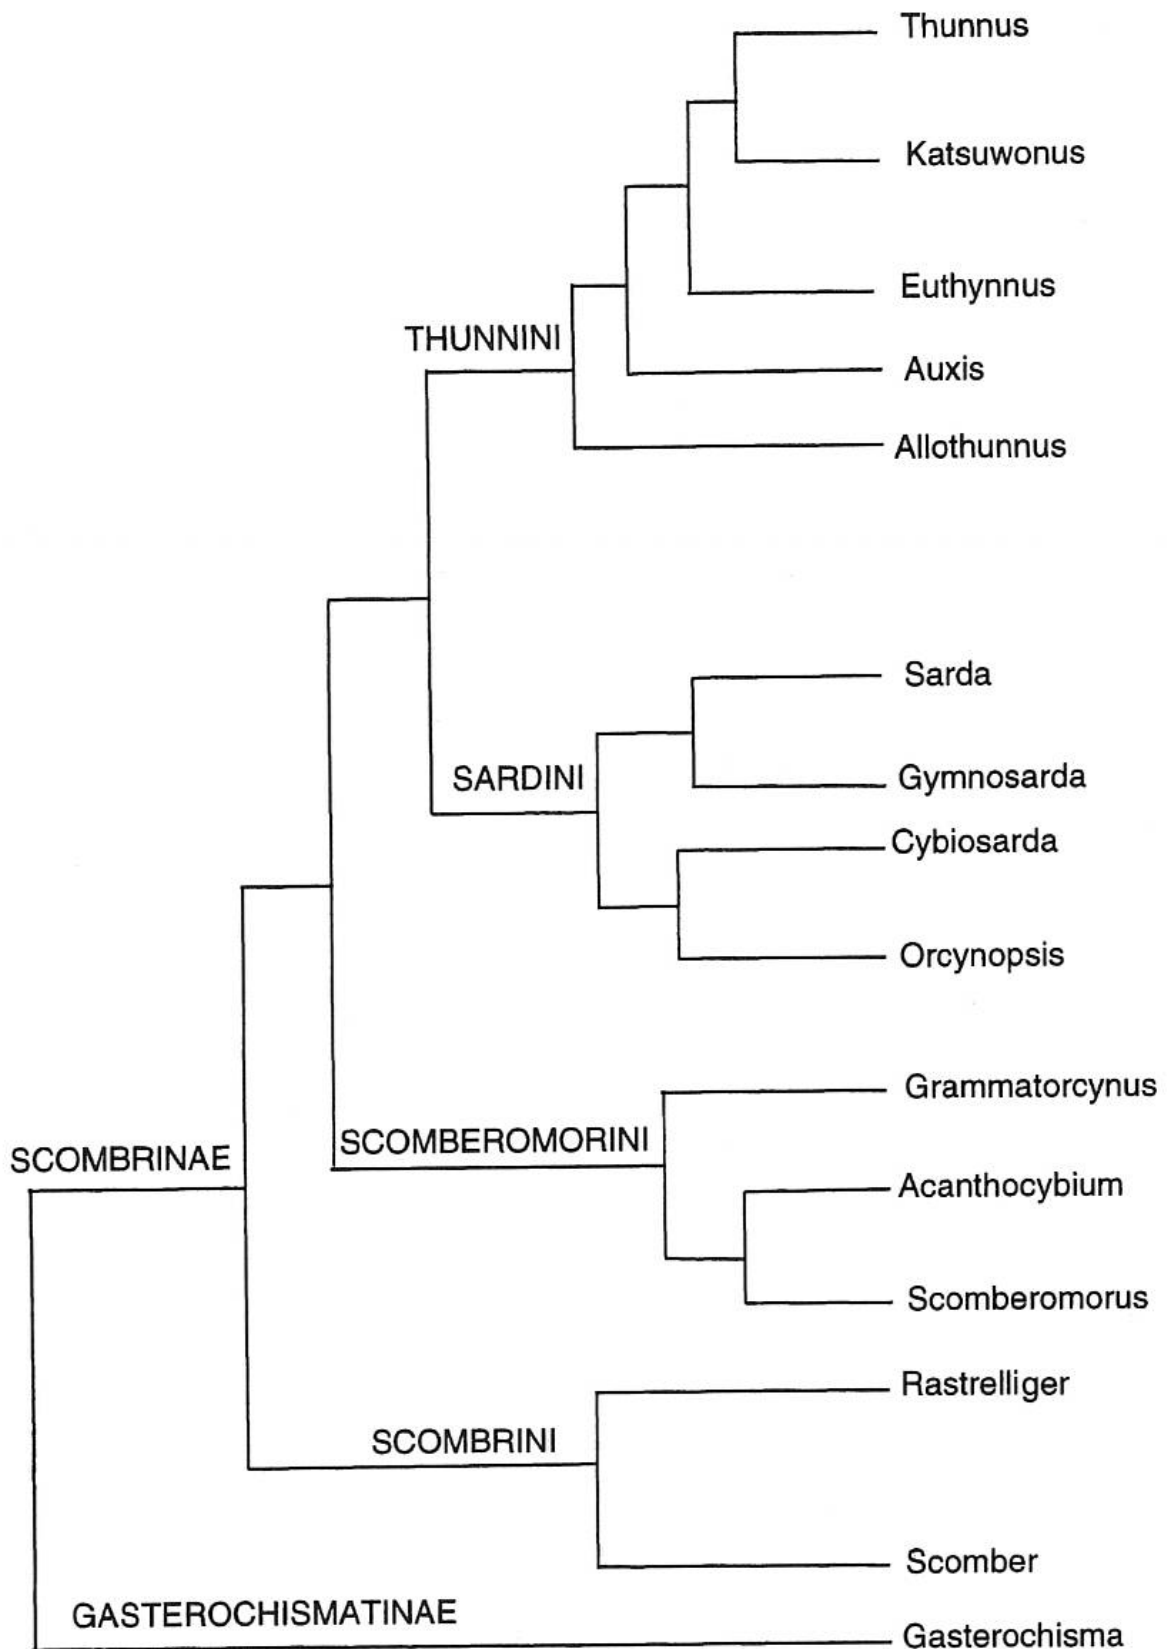 Thunnus
Katsuwonus
Euthynnus
THUNNINI
Auxis
Allothunnus
Sarda
SARDINI
Gymnosarda
Cybiosarda
Orcynopsis
Grammatorcynus
SCOMBEROMORINI
SCOMBRINAE
Acanthocybium
Scomberomorus
Rastrelliger
SCOMBRINI
Scomber
GASTEROCHISMATINAE
Gasterochisma